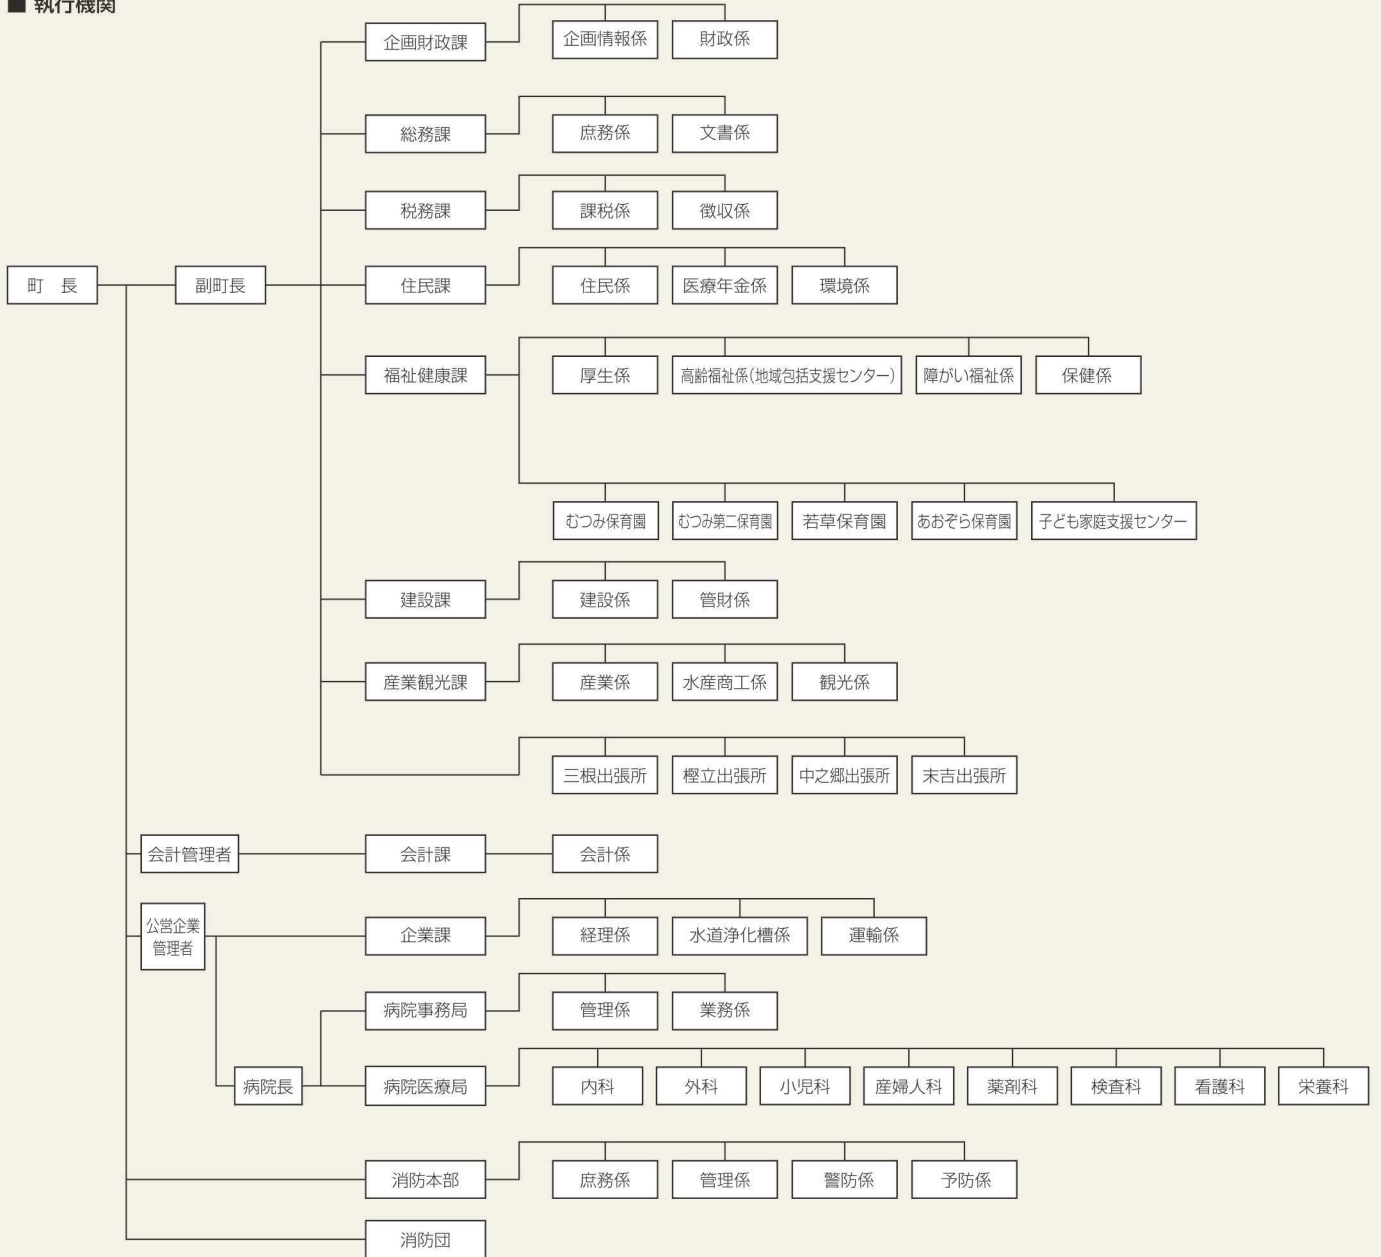 ■ 執行機関
企画財政課
企画情報係
財政係
総務課
庶務係
文書係
税務課
課税係
徴収係
町　長
副町長
住民課
住民係
医療年金係
環境係
福祉健康課
厚生係
高齢福祉係(地域包括支援センター)
障がい福祉係
保健係
むつみ保育園
むつみ第二保育園
若草保育園
あおぞら保育園
子ども家庭支援センター
建設課
建設係
管財係
産業観光課
産業係
水産商工係
観光係
三根出張所
樫立出張所
中之郷出張所
末吉出張所
会計管理者
会計課
会計係
公営企業
管理者
企業課
経理係
水道浄化槽係
運輸係
病院事務局
管理係
業務係
病院長
病院医療局
内科
外科
小児科
産婦人科
薬剤科
検査科
看護科
栄養科
消防本部
庶務係
管理係
警防係
予防係
消防団